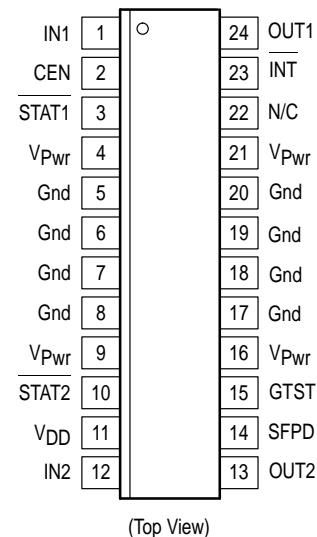 IN1 1 24 OUT1
CEN 2 23 INT
STAT1 3 22 N/C
VPwr 4 21 VPwr
Gnd 5 20 Gnd
Gnd 6 19 Gnd
Gnd 7 18 Gnd
Gnd 8 17 Gnd
VPwr 9 16 VPwr
STAT2 10 15 GTST
VDD 11 14 SFPD
IN2 12 13 OUT2
(Top View)